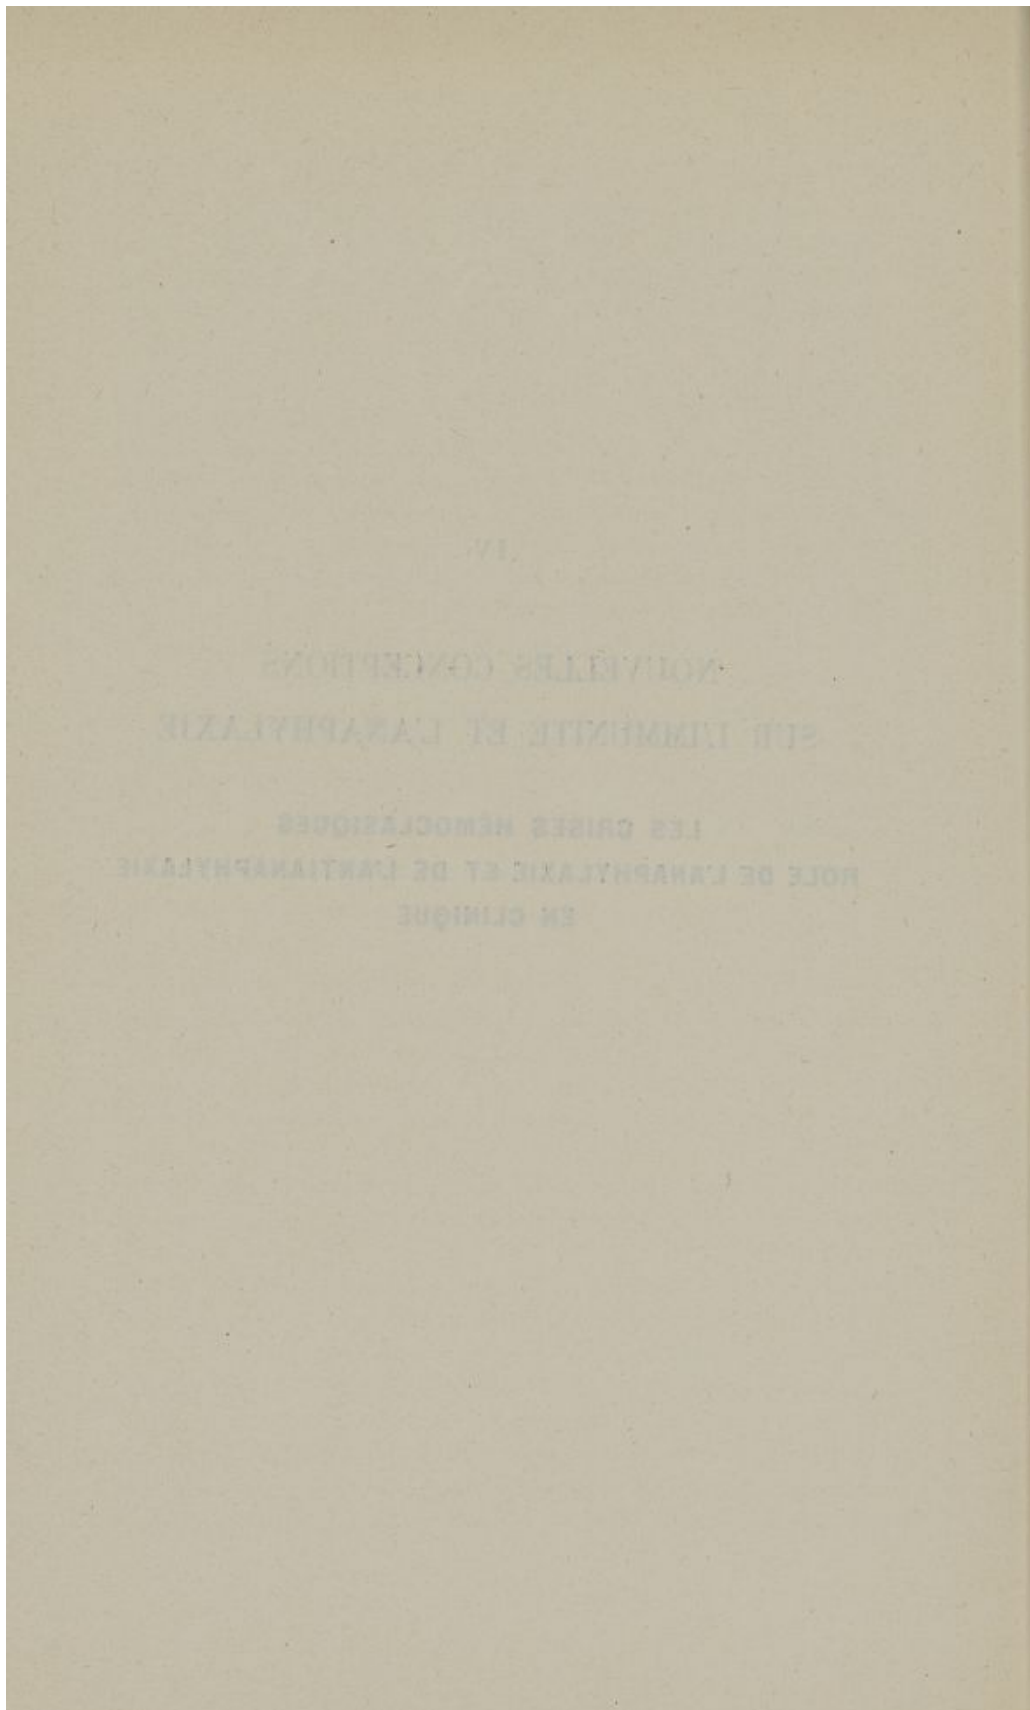 IV.
NOUVELLES CONCEPTIONS
SUR L'IMMUNITÉ ET L'ANAPHYLAXIE
LES CRISES HÉMOCLASIQUES
ROLE DE L'ANAPHYLAXIE ET DE L'ANTIANAPHYLAXIE
EN CLINIQUE